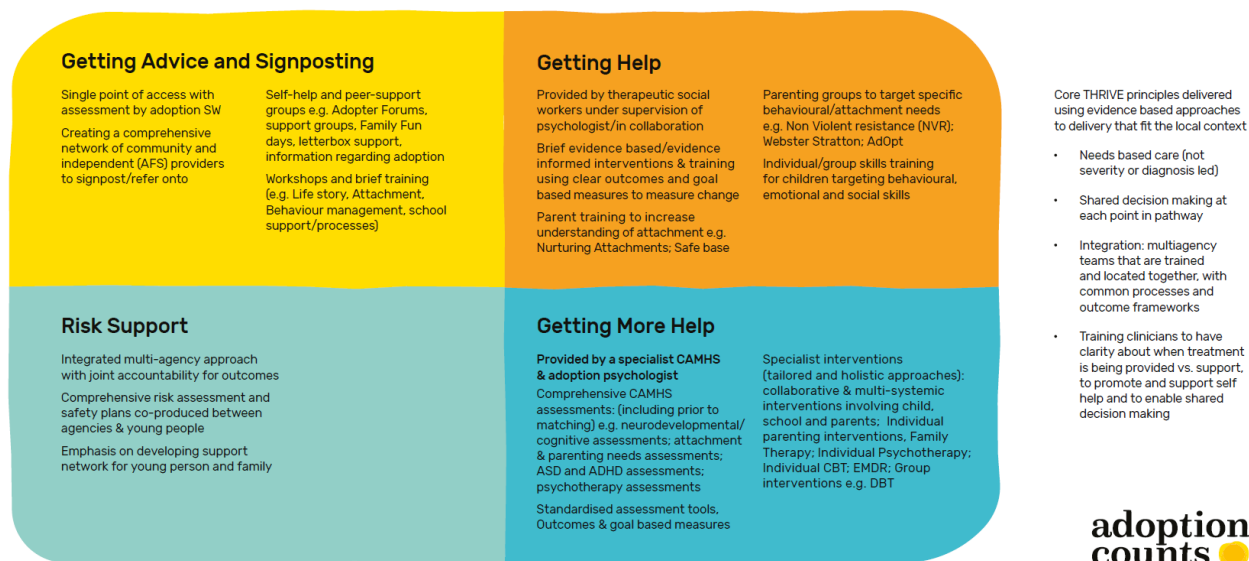 Getting Advice and Signposting
Single point of access with
assessment by adoption SW
Creating a comprehensive
network of community and
independent (AFS) providers
to signpost/refer onto
Self-help and peer-support
groups e.g. Adopter Forums,
support groups, Family Fun
days, letterbox support,
information regarding adoption
Workshops and brief training
(e.g. Life story, Attachment,
Behaviour management, school
support/processes)
Getting Help
Provided by therapeutic social
workers under supervision of
psychologist/in collaboration
Brief evidence based/evidence
informed interventions & training
using clear outcomes and goal
based measures to measure change
Parent training to increase
understanding of attachment e.g.
Nurturing Attachments; Safe base
Parenting groups to target specific
behavioural/attachment needs
e.g. Non Violent resistance (NVR);
Webster Stratton; AdOpt
Individual/group skills training
for children targeting behavioural,
emotional and social skills
Risk Support
Integrated multi-agency approach
with joint accountability for outcomes
Comprehensive risk assessment and
safety plans co-produced between
agencies & young people
Emphasis on developing support
network for young person and family
Getting More Help
Provided by a specialist CAMHS
& adoption psychologist
Comprehensive CAMHS
assessments: (including prior to
matching) e.g. neurodevelopmental/
cognitive assessments; attachment
& parenting needs assessments;
ASD and ADHD assessments;
psychotherapy assessments
Standardised assessment tools,
Outcomes & goal based measures
Specialist interventions
(tailored and holistic approaches):
collaborative & multi-systemic
interventions involving child,
school and parents; Individual
parenting interventions, Family
Therapy; Individual Psychotherapy;
Individual CBT; EMDR; Group
interventions e.g. DBT
Core THRIVE principles delivered
using evidence based approaches
to delivery that fit the local context
• Needs based care (not
severity or diagnosis led)
• Shared decision making at
each point in pathway
• Integration: multiagency
teams that are trained
and located together, with
common processes and
outcome frameworks
• Training clinicians to have
clarity about when treatment
is being provided vs. support,
to promote and support self
help and to enable shared
decision making
adoption
counts